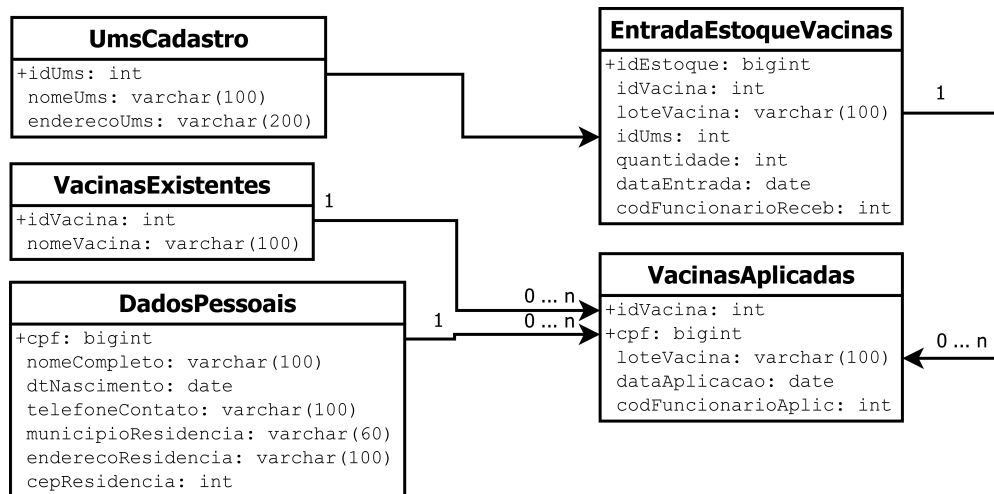 UmsCadastro
+idUms: int
nomeUms: varchar(100)
enderecoUms: varchar(200)
EntradaEstoqueVacinas
+idEstoque: bigint
idVacina: int
loteVacina: varchar(100)
idUms: int
quantidade: int
dataEntrada: date
codFuncionarioReceb: int
1
VacinasExistentes
+idVacina: int
nomeVacina: varchar(100)
1
0 ... n
DadosPessoais
+cpf: bigint
nomeCompleto: varchar(100)
dtNascimento: date
telefoneContato: varchar(100)
municipioResidencia: varchar(60)
enderecoResidencia: varchar(100)
cepResidencia: int
1
0 ... n
VacinasAplicadas
+idVacina: int
+cpf: bigint
loteVacina: varchar(100)
dataAplicacao: date
codFuncionarioAplic: int
0 ... n